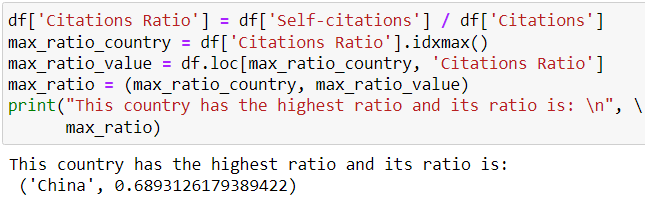 df['Citations Ratio'] = df['Self-citations'] / df['Citations']
max_ratio_country = df['Citations Ratio'].idxmax()
max_ratio_value = df.loc[max_ratio_country, 'Citations Ratio']
max_ratio = (max_ratio_country, max_ratio_value)
print("This country has the highest ratio and its ratio is: \n", \
      max_ratio)
This country has the highest ratio and its ratio is:
 ('China', 0.6893126179389422)